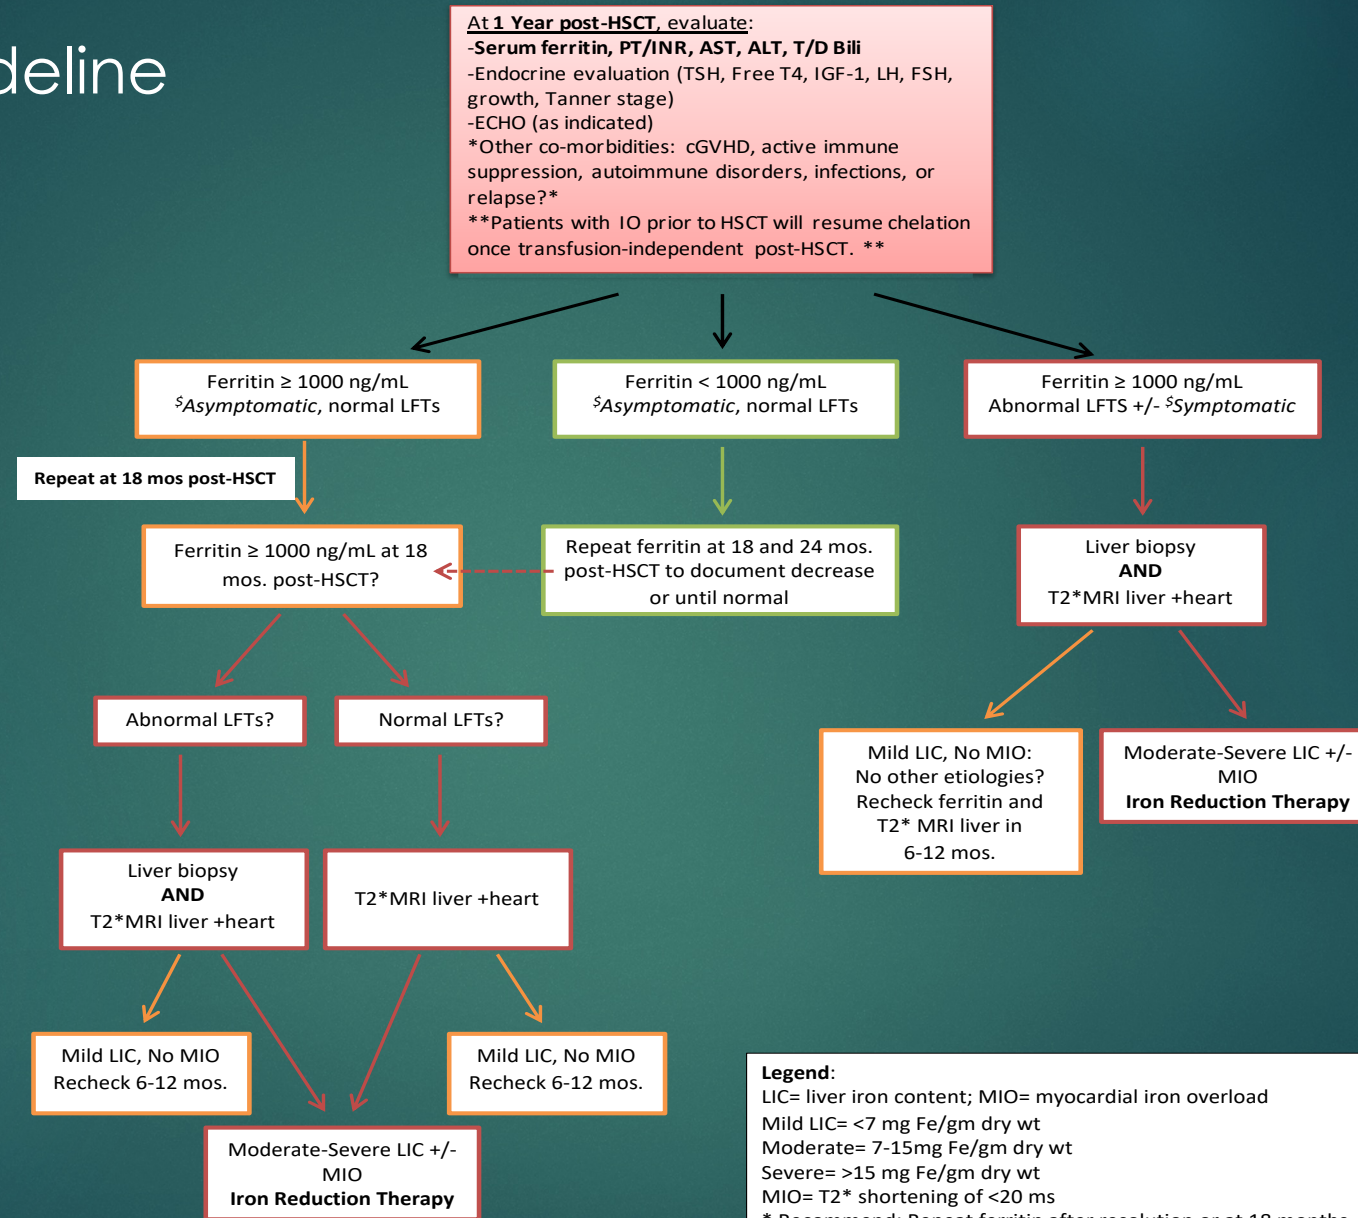 deline
At 1 Year post-HSCT, evaluate:
-Serum ferritin, PT/INR, AST, ALT, T/D Bili
-Endocrine evaluation (TSH, Free T4, IGF-1, LH, FSH,
growth, Tanner stage)
-ECHO (as indicated)
*Other co-morbidities: cGVHD, active immune
suppression, autoimmune disorders, infections, or
relapse?*
**Patients with IO prior to HSCT will resume chelation
once transfusion-independent post-HSCT. **
Ferritin ≥ 1000 ng/mL
$Asymptomatic, normal LFTs
Ferritin < 1000 ng/mL
$Asymptomatic, normal LFTs
Ferritin ≥ 1000 ng/mL
Abnormal LFTS +/- $Symptomatic
Repeat at 18 mos post-HSCT
Ferritin ≥ 1000 ng/mL at 18
mos. post-HSCT?
Repeat ferritin at 18 and 24 mos.
post-HSCT to document decrease
or until normal
Liver biopsy
AND
T2*MRI liver +heart
Abnormal LFTs?
Normal LFTs?
Mild LIC, No MIO:
No other etiologies?
Recheck ferritin and
T2* MRI liver in
6-12 mos.
Moderate-Severe LIC +/-
MIO
Iron Reduction Therapy
Liver biopsy
AND
T2*MRI liver +heart
T2*MRI liver +heart
Mild LIC, No MIO
Recheck 6-12 mos.
Mild LIC, No MIO
Recheck 6-12 mos.
Moderate-Severe LIC +/-
MIO
Iron Reduction Therapy
Legend:
LIC= liver iron content; MIO= myocardial iron overload
Mild LIC= <7 mg Fe/gm dry wt
Moderate= 7-15mg Fe/gm dry wt
Severe= >15 mg Fe/gm dry wt
MIO= T2* shortening of <20 ms
* Recommend: Repeat ferritin after resolution or at 18 months